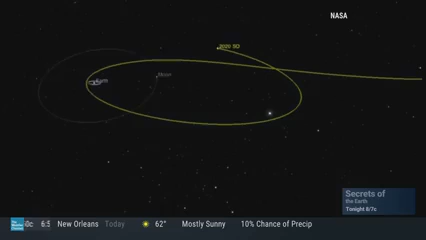 NASA
2020 SO
Earth
Moon
Secrets of
the Earth
Tonight 8/7c
New Orleans Today 62° Mostly Sunny 10% Chance of Precip